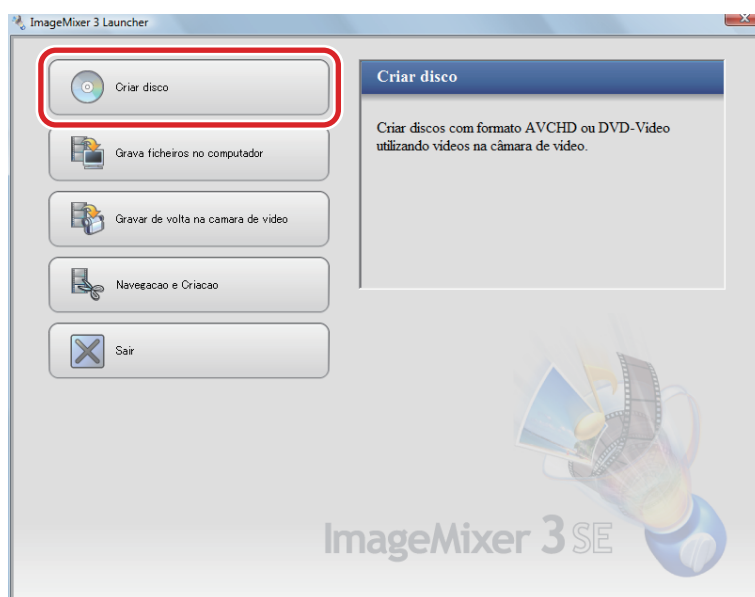 ImageMixer 3 Launcher
Criar disco
Grava ficheiros no computador
Gravar de volta na camara de video
Navegacao e Criacao
Sair
Criar disco
Criar discos com formato AVCHD ou DVD-Video
utilizando vídeos na câmara de vídeo.
ImageMixer 3 SE